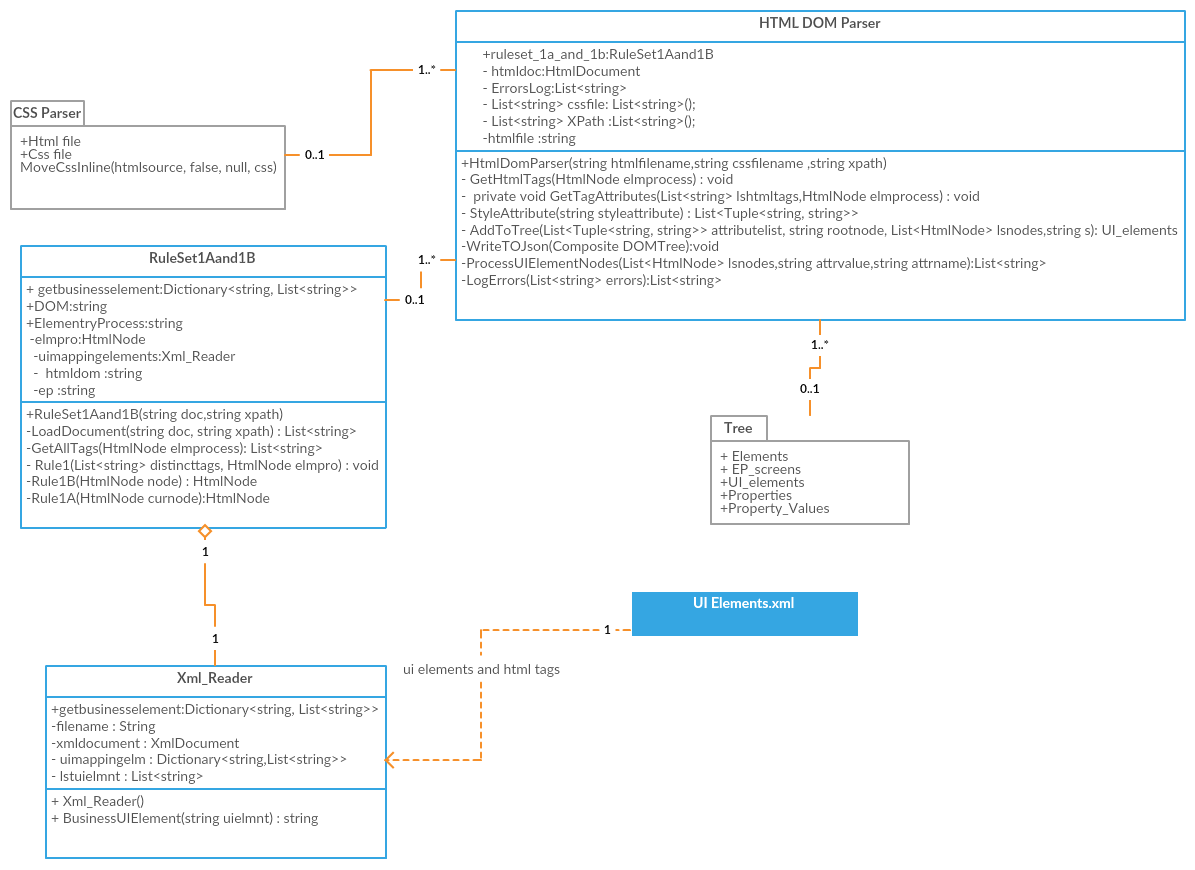 HTML DOM Parser
+ruleset_1a_and_1b:RuleSet1Aand1B
- htmldoc:HtmlDocument
- ErrorsLog:List<string>
- List<string> cssfile: List<string>();
- List<string> XPath :List<string>();
-htmlfile :string
+HtmlDomParser(string htmlfilename,string cssfilename ,string xpath)
- GetHtmlTags(HtmlNode elmprocess) : void
- private void GetTagAttributes(List<string> lshtmltags,HtmlNode elmprocess) : void
- StyleAttribute(string styleattribute) : List<Tuple<string, string>>
- AddToTree(List<Tuple<string, string>> attributelist, string rootnode, List<HtmlNode> lsnodes,string s): UI_elements
-WriteTOJson(Composite DOMTree):void
-ProcessUIElementNodes(List<HtmlNode> lsnodes,string attrvalue,string attrname):List<string>
-LogErrors(List<string> errors):List<string>
1..*
0..1
CSS Parser
+Html file
+Css file
MoveCssInline(htmlsource, false, null, css)
1..*
0..1
RuleSet1Aand1B
+ getbusinesselement:Dictionary<string, List<string>>
+DOM:string
+ElementryProcess:string
-elmpro:HtmlNode
-uimappingelements:Xml_Reader
- htmldom :string
-ep :string
+RuleSet1Aand1B(string doc,string xpath)
-LoadDocument(string doc, string xpath) : List<string>
-GetAllTags(HtmlNode elmprocess): List<string>
- Rule1(List<string> distincttags, HtmlNode elmpro) : void
-Rule1B(HtmlNode node) : HtmlNode
-Rule1A(HtmlNode curnode):HtmlNode
1..*
0..1
Tree
+ Elements
+ EP_screens
+UI_elements
+Properties
+Property_Values
1
1
UI Elements.xml
1
ui elements and html tags
Xml_Reader
+getbusinesselement:Dictionary<string, List<string>>
-filename : String
-xmldocument : XmlDocument
- uimappingelm : Dictionary<string,List<string>>
- lstuielmnt : List<string>
+ Xml_Reader()
+ BusinessUIElement(string uielmnt) : string